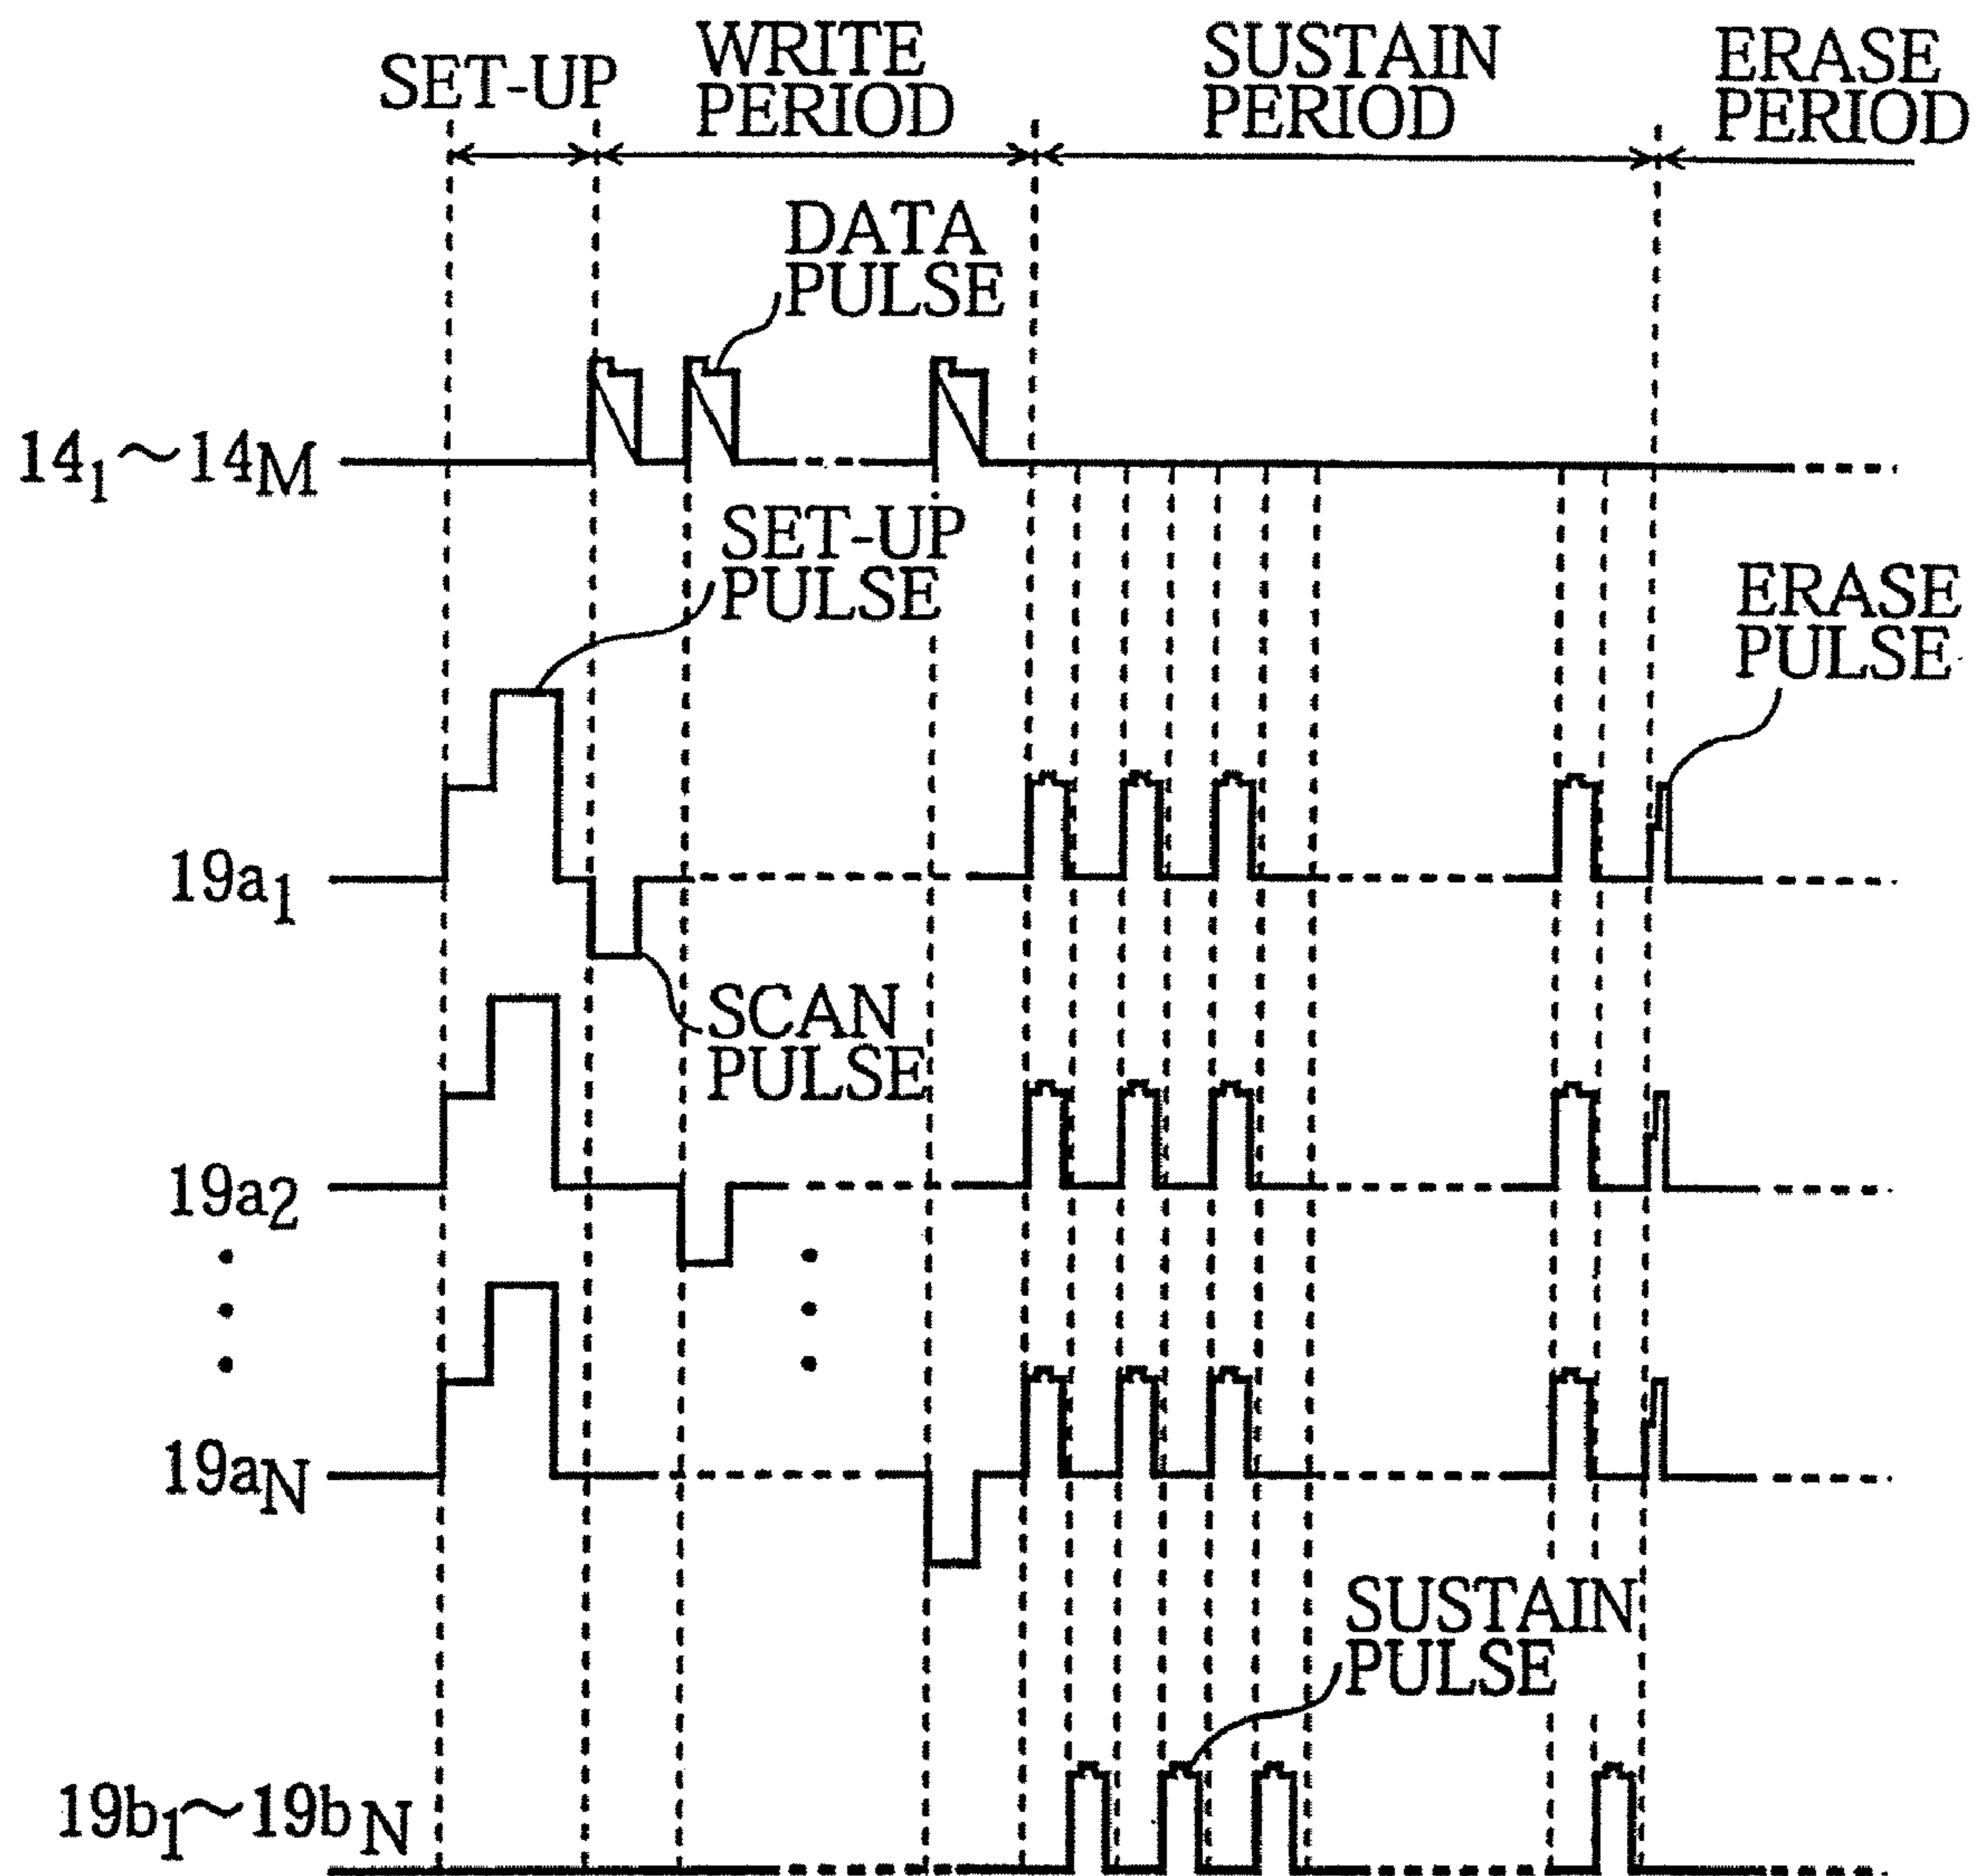 SET-UP
WRITE
PERIOD
SUSTAIN
PERIOD
ERASE
PERIOD
DATA
PULSE
14₁～14M
SET-UP
PULSE
ERASE
PULSE
19a₁
SCAN
PULSE
19a₂
19aN
SUSTAIN
PULSE
19b₁～19bN